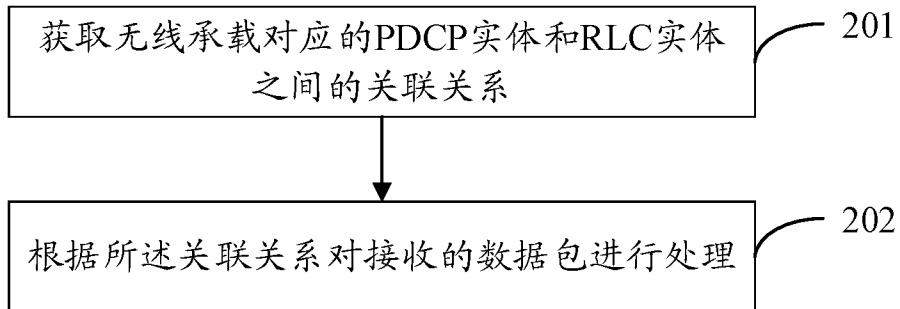 获取无线承载对应的PDCP实体和RLC实体
之间的关联关系
201
根据所述关联关系对接收的数据包进行处理
202